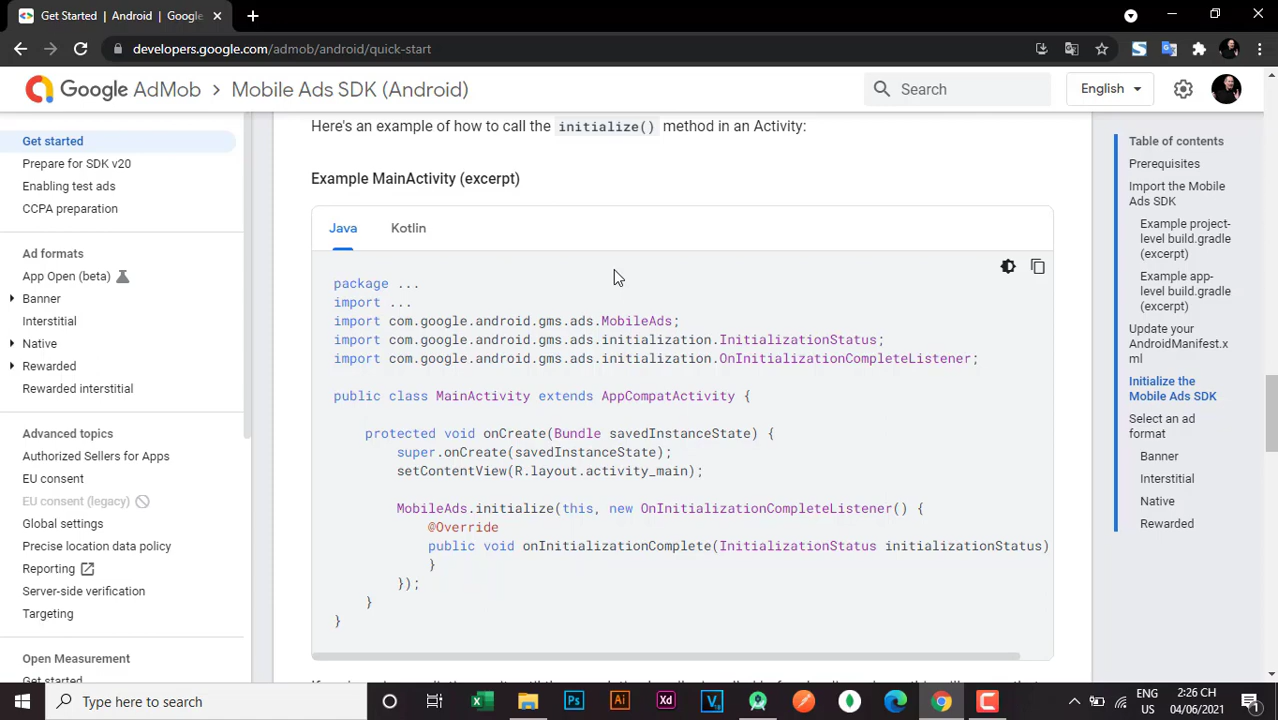 Get Started | Android | Google
developers.google.com/admob/android/quick-start
Google AdMob > Mobile Ads SDK (Android)
Search
English
Get started
Prepare for SDK v20
Enabling test ads
CCPA preparation
Ad formats
App Open (beta)
Banner
Interstitial
Native
Rewarded
Rewarded interstitial
Advanced topics
Authorized Sellers for Apps
EU consent
EU consent (legacy)
Global settings
Precise location data policy
Reporting
Server-side verification
Targeting
Open Measurement
Get started
Here's an example of how to call the initialize() method in an Activity:
Example MainActivity (excerpt)
Java Kotlin
package ...
import ...
import com.google.android.gms.ads.MobileAds;
import com.google.android.gms.ads.initialization.InitializationStatus;
import com.google.android.gms.ads.initialization.OnInitializationCompleteListener;
public class MainActivity extends AppCompatActivity {
protected void onCreate(Bundle savedInstanceState) {
super.onCreate(savedInstanceState);
setContentView(R.layout.activity_main);
MobileAds.initialize(this, new OnInitializationCompleteListener() {
@Override
public void onInitializationComplete(InitializationStatus initializationStatus)
}
});
}
}
Table of contents
Prerequisites
Import the Mobile
Ads SDK
Example project-
level build.gradle
(excerpt)
Example app-
level build.gradle
(excerpt)
Update your
AndroidManifest.x
ml
Initialize the
Mobile Ads SDK
Select an ad
format
Banner
Interstitial
Native
Rewarded
Type here to search
ENG
US
2:26 CH
04/06/2021